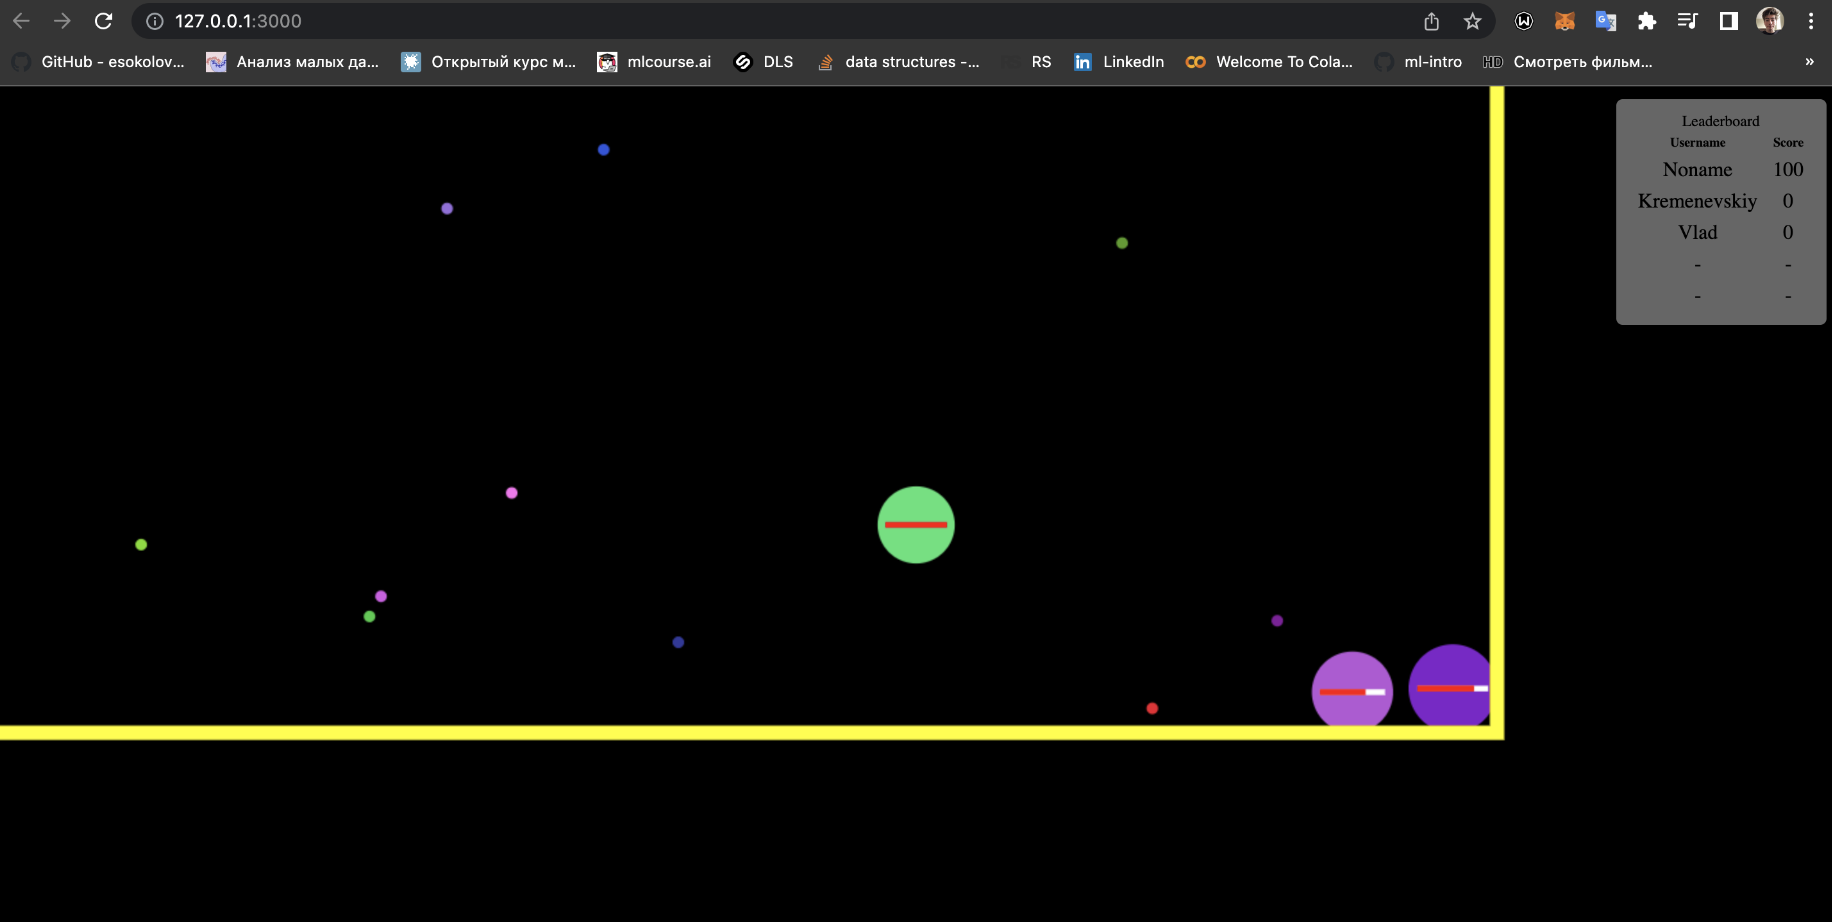 127.0.0.1:3000
GitHub - esokolov... Анализ малых да... Открытый курс м... mlcourse.ai DLS data structures -... RS LinkedIn Welcome To Cola... ml-intro HD Смотреть фильм... »
Leaderboard
Username Score
Noname 100
Kremenevskiy 0
Vlad 0
- -
- -